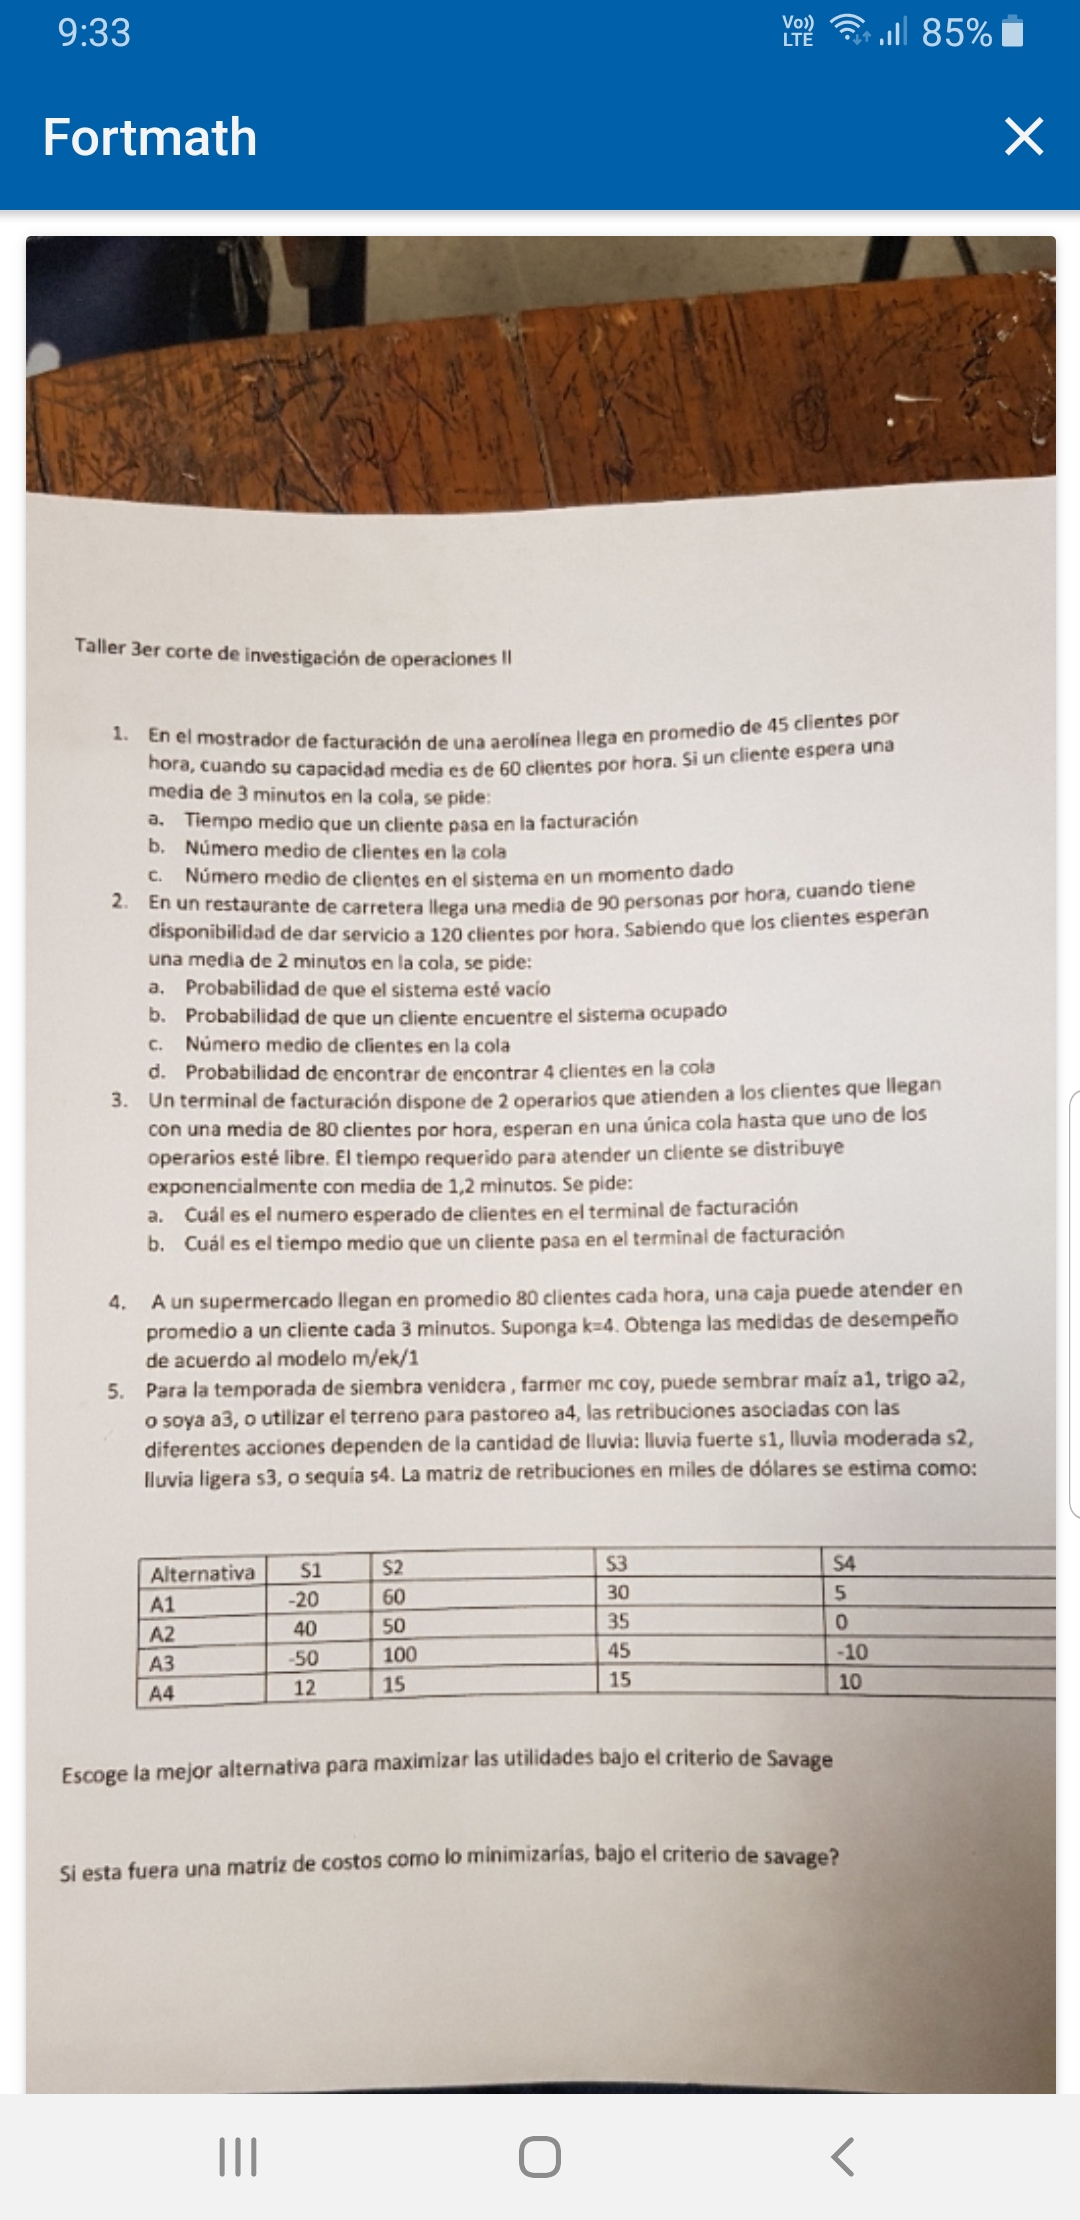 9:33
Vo)) LTE 85%
Fortmath
Taller 3er corte de investigación de operaciones II
1. En el mostrador de facturación de una aerolínea llega en promedio de 45 clientes por
hora, cuando su capacidad media es de 60 clientes por hora. Si un cliente espera una
media de 3 minutos en la cola, se pide:
a. Tiempo medio que un cliente pasa en la facturación
b. Número medio de clientes en la cola
c. Número medio de clientes en el sistema en un momento dado
2. En un restaurante de carretera llega una media de 90 personas por hora, cuando tiene
disponibilidad de dar servicio a 120 clientes por hora. Sabiendo que los clientes esperan
una media de 2 minutos en la cola, se pide:
a. Probabilidad de que el sistema esté vacío
b. Probabilidad de que un cliente encuentre el sistema ocupado
c. Número medio de clientes en la cola
d. Probabilidad de encontrar de encontrar 4 clientes en la cola
3. Un terminal de facturación dispone de 2 operarios que atienden a los clientes que llegan
con una media de 80 clientes por hora, esperan en una única cola hasta que uno de los
operarios esté libre. El tiempo requerido para atender un cliente se distribuye
exponencialmente con media de 1,2 minutos. Se pide:
a. Cuál es el numero esperado de clientes en el terminal de facturación
b. Cuál es el tiempo medio que un cliente pasa en el terminal de facturación
4. A un supermercado llegan en promedio 80 clientes cada hora, una caja puede atender en
promedio a un cliente cada 3 minutos. Suponga k=4. Obtenga las medidas de desempeño
de acuerdo al modelo m/ek/1
5. Para la temporada de siembra venidera , farmer mc coy, puede sembrar maíz a1, trigo a2,
o soya a3, o utilizar el terreno para pastoreo a4, las retribuciones asociadas con las
diferentes acciones dependen de la cantidad de lluvia: lluvia fuerte s1, lluvia moderada s2,
lluvia ligera s3, o sequía s4. La matriz de retribuciones en miles de dólares se estima como:
Alternativa S1 S2 S3 S4
A1 -20 60 30 5
A2 40 50 35 0
A3 -50 100 45 -10
A4 12 15 15 10
Escoge la mejor alternativa para maximizar las utilidades bajo el criterio de Savage
Si esta fuera una matriz de costos como lo minimizarías, bajo el criterio de savage?